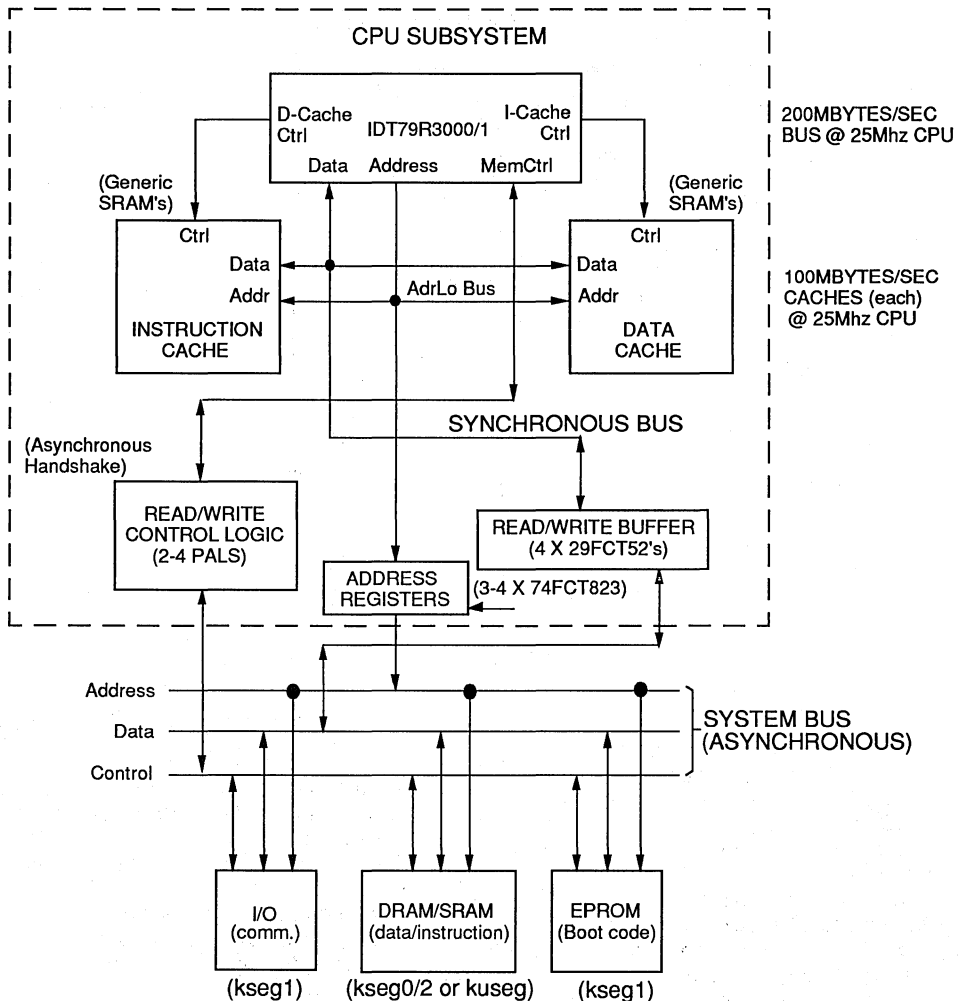 CPU SUBSYSTEM
D-Cache
Ctrl
IDT79R3000/1
I-Cache
Ctrl
Data
Address
MemCtrl
200MBYTES/SEC
BUS @ 25Mhz CPU
(Generic
SRAM's)
(Generic
SRAM's)
Ctrl
Data
Addr
INSTRUCTION
CACHE
AdrLo Bus
Ctrl
Data
Addr
DATA
CACHE
100MBYTES/SEC
CACHES (each)
@ 25Mhz CPU
SYNCHRONOUS BUS
(Asynchronous
Handshake)
READ/WRITE
CONTROL LOGIC
(2-4 PALS)
READ/WRITE BUFFER
(4 X 29FCT52's)
ADDRESS
REGISTERS
(3-4 X 74FCT823)
Address
Data
Control
SYSTEM BUS
(ASYNCHRONOUS)
I/O
(comm.)
DRAM/SRAM
(data/instruction)
EPROM
(Boot code)
(kseg1)
(kseg0/2 or kuseg)
(kseg1)